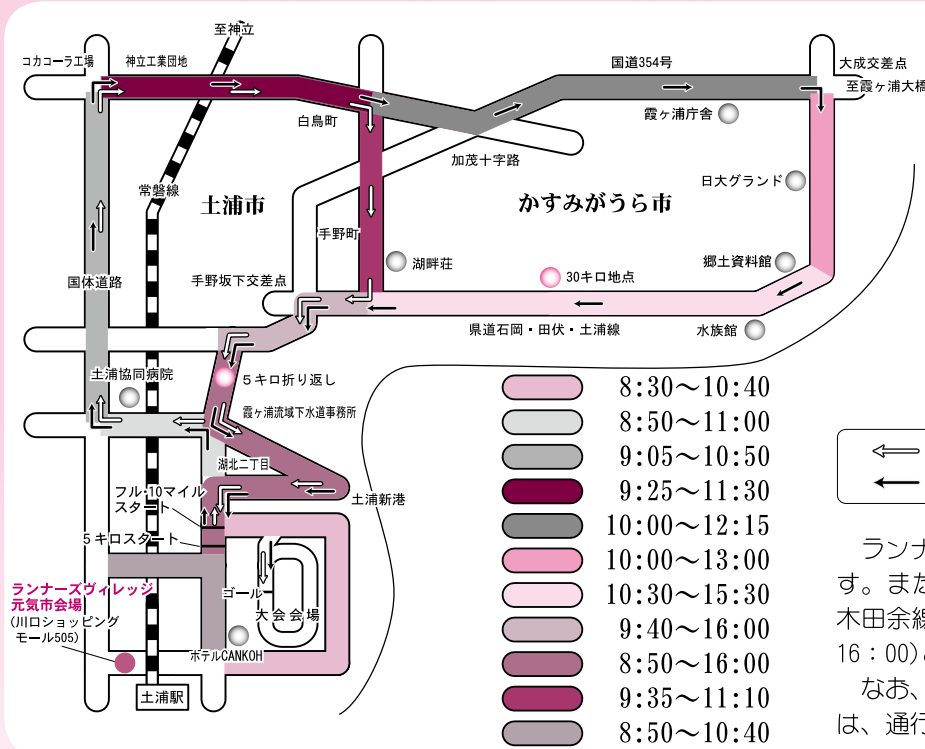 至神立
コカコーラ工場
神立工業団地
国道354号
大成交差点
至霞ヶ浦大橋
白鳥町
霞ヶ浦庁舎
加茂十字路
日大グランド
常磐線
土浦市
かすみがうら市
手野町
湖畔荘
郷土資料館
国体道路
手野坂下交差点
30キロ地点
県道石岡・田伏・土浦線
水族館
土浦協同病院
5キロ折り返し
霞ヶ浦流域下水道事務所
湖北二丁目
フル・10マイル
スタート
土浦新港
5キロスタート
ランナーズヴィレッジ
元気市会場
(川口ショッピング
モール505)
ゴール
大会会場
ホテルCANKOH
土浦駅
8:30〜10:40
8:50〜11:00
9:05〜10:50
9:25〜11:30
10:00〜12:15
10:00〜13:00
10:30〜15:30
9:40〜16:00
8:50〜16:00
9:35〜11:10
8:50〜10:40
ランナ
す。また
木田余線
16：00)
なお、
は、通行